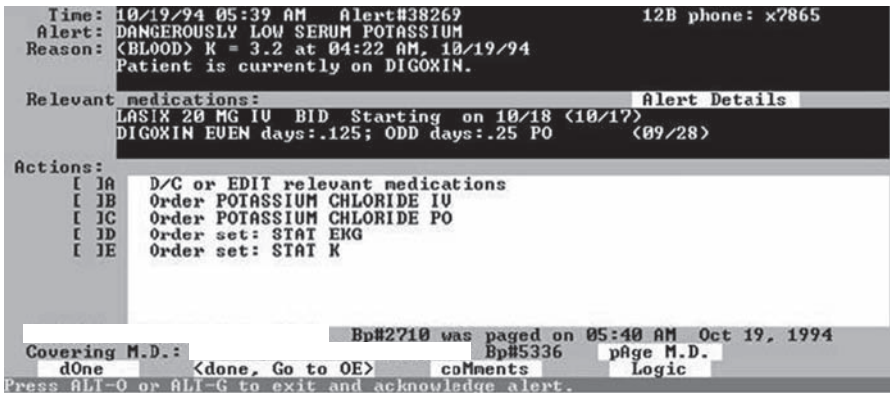 Time: 10/19/94 05:39 AM Alert#38269 12B phone: x7865
Alert: DANGEROUSLY LOW SERUM POTASSIUM
Reason: <BLOOD> K = 3.2 at 04:22 AM, 10/19/94
Patient is currently on DIGOXIN.
Relevant medications: Alert Details
LASIX 20 MG IV BID Starting on 10/18 (10/17)
DIGOXIN EVEN days:.125; ODD days:.25 PO (09/28)
Actions:
[ ]A D/C or EDIT relevant medications
[ ]B Order POTASSIUM CHLORIDE IV
[ ]C Order POTASSIUM CHLORIDE PO
[ ]D Order set: STAT EKG
[ ]E Order set: STAT K
Bp#2710 was paged on 05:40 AM Oct 19, 1994
Covering M.D.: Bp#5336 pAge M.D.
dOne <done, Go to OE> coMments Logic
Press ALT-O or ALT-G to exit and acknowledge alert.